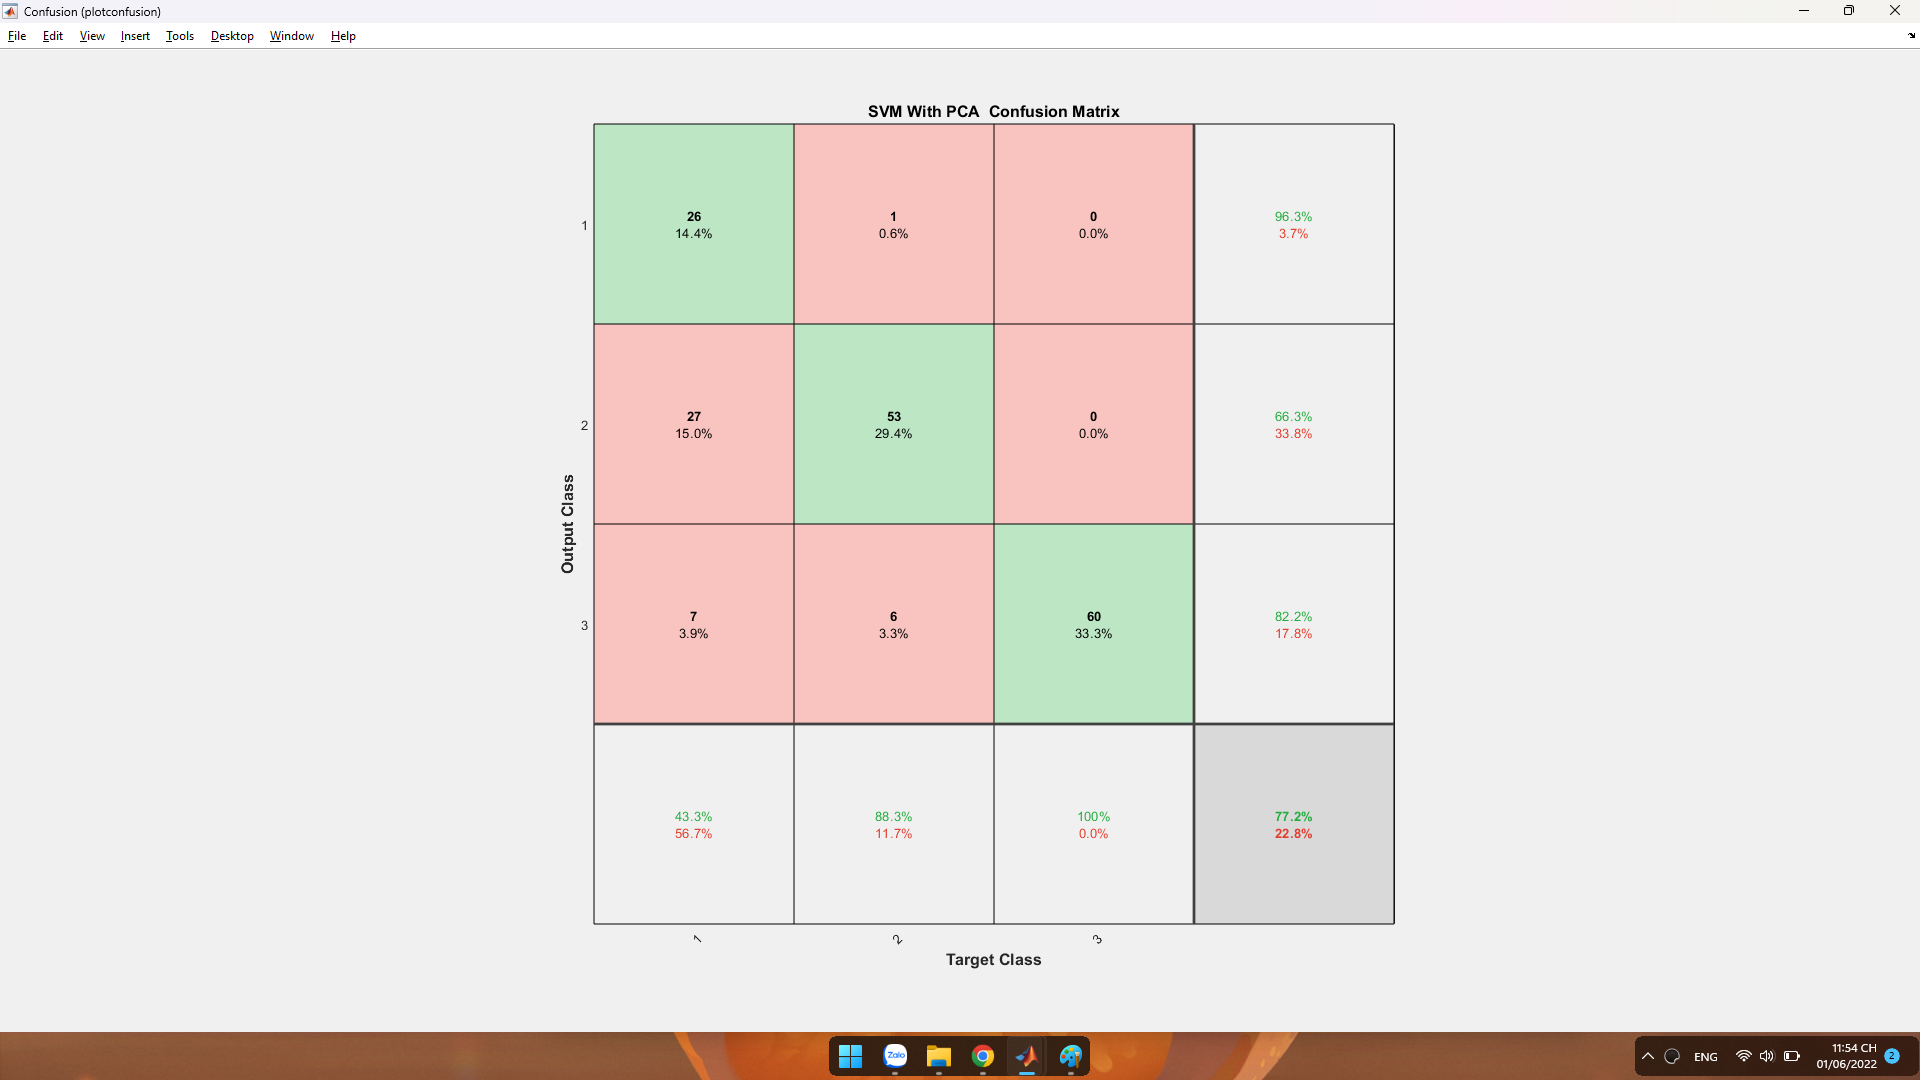 Confusion (plotconfusion)
File Edit View Insert Tools Desktop Window Help
SVM With PCA  Confusion Matrix
26 1 0 96.3%
14.4% 0.6% 0.0% 3.7%
1
27 53 0 66.3%
15.0% 29.4% 0.0% 33.8%
2
Output Class
7 6 60 82.2%
3.9% 3.3% 33.3% 17.8%
3
43.3% 88.3% 100% 77.2%
56.7% 11.7% 0.0% 22.8%
1 2 3
Target Class
Zalo
ENG
11:54 CH
01/06/2022
2